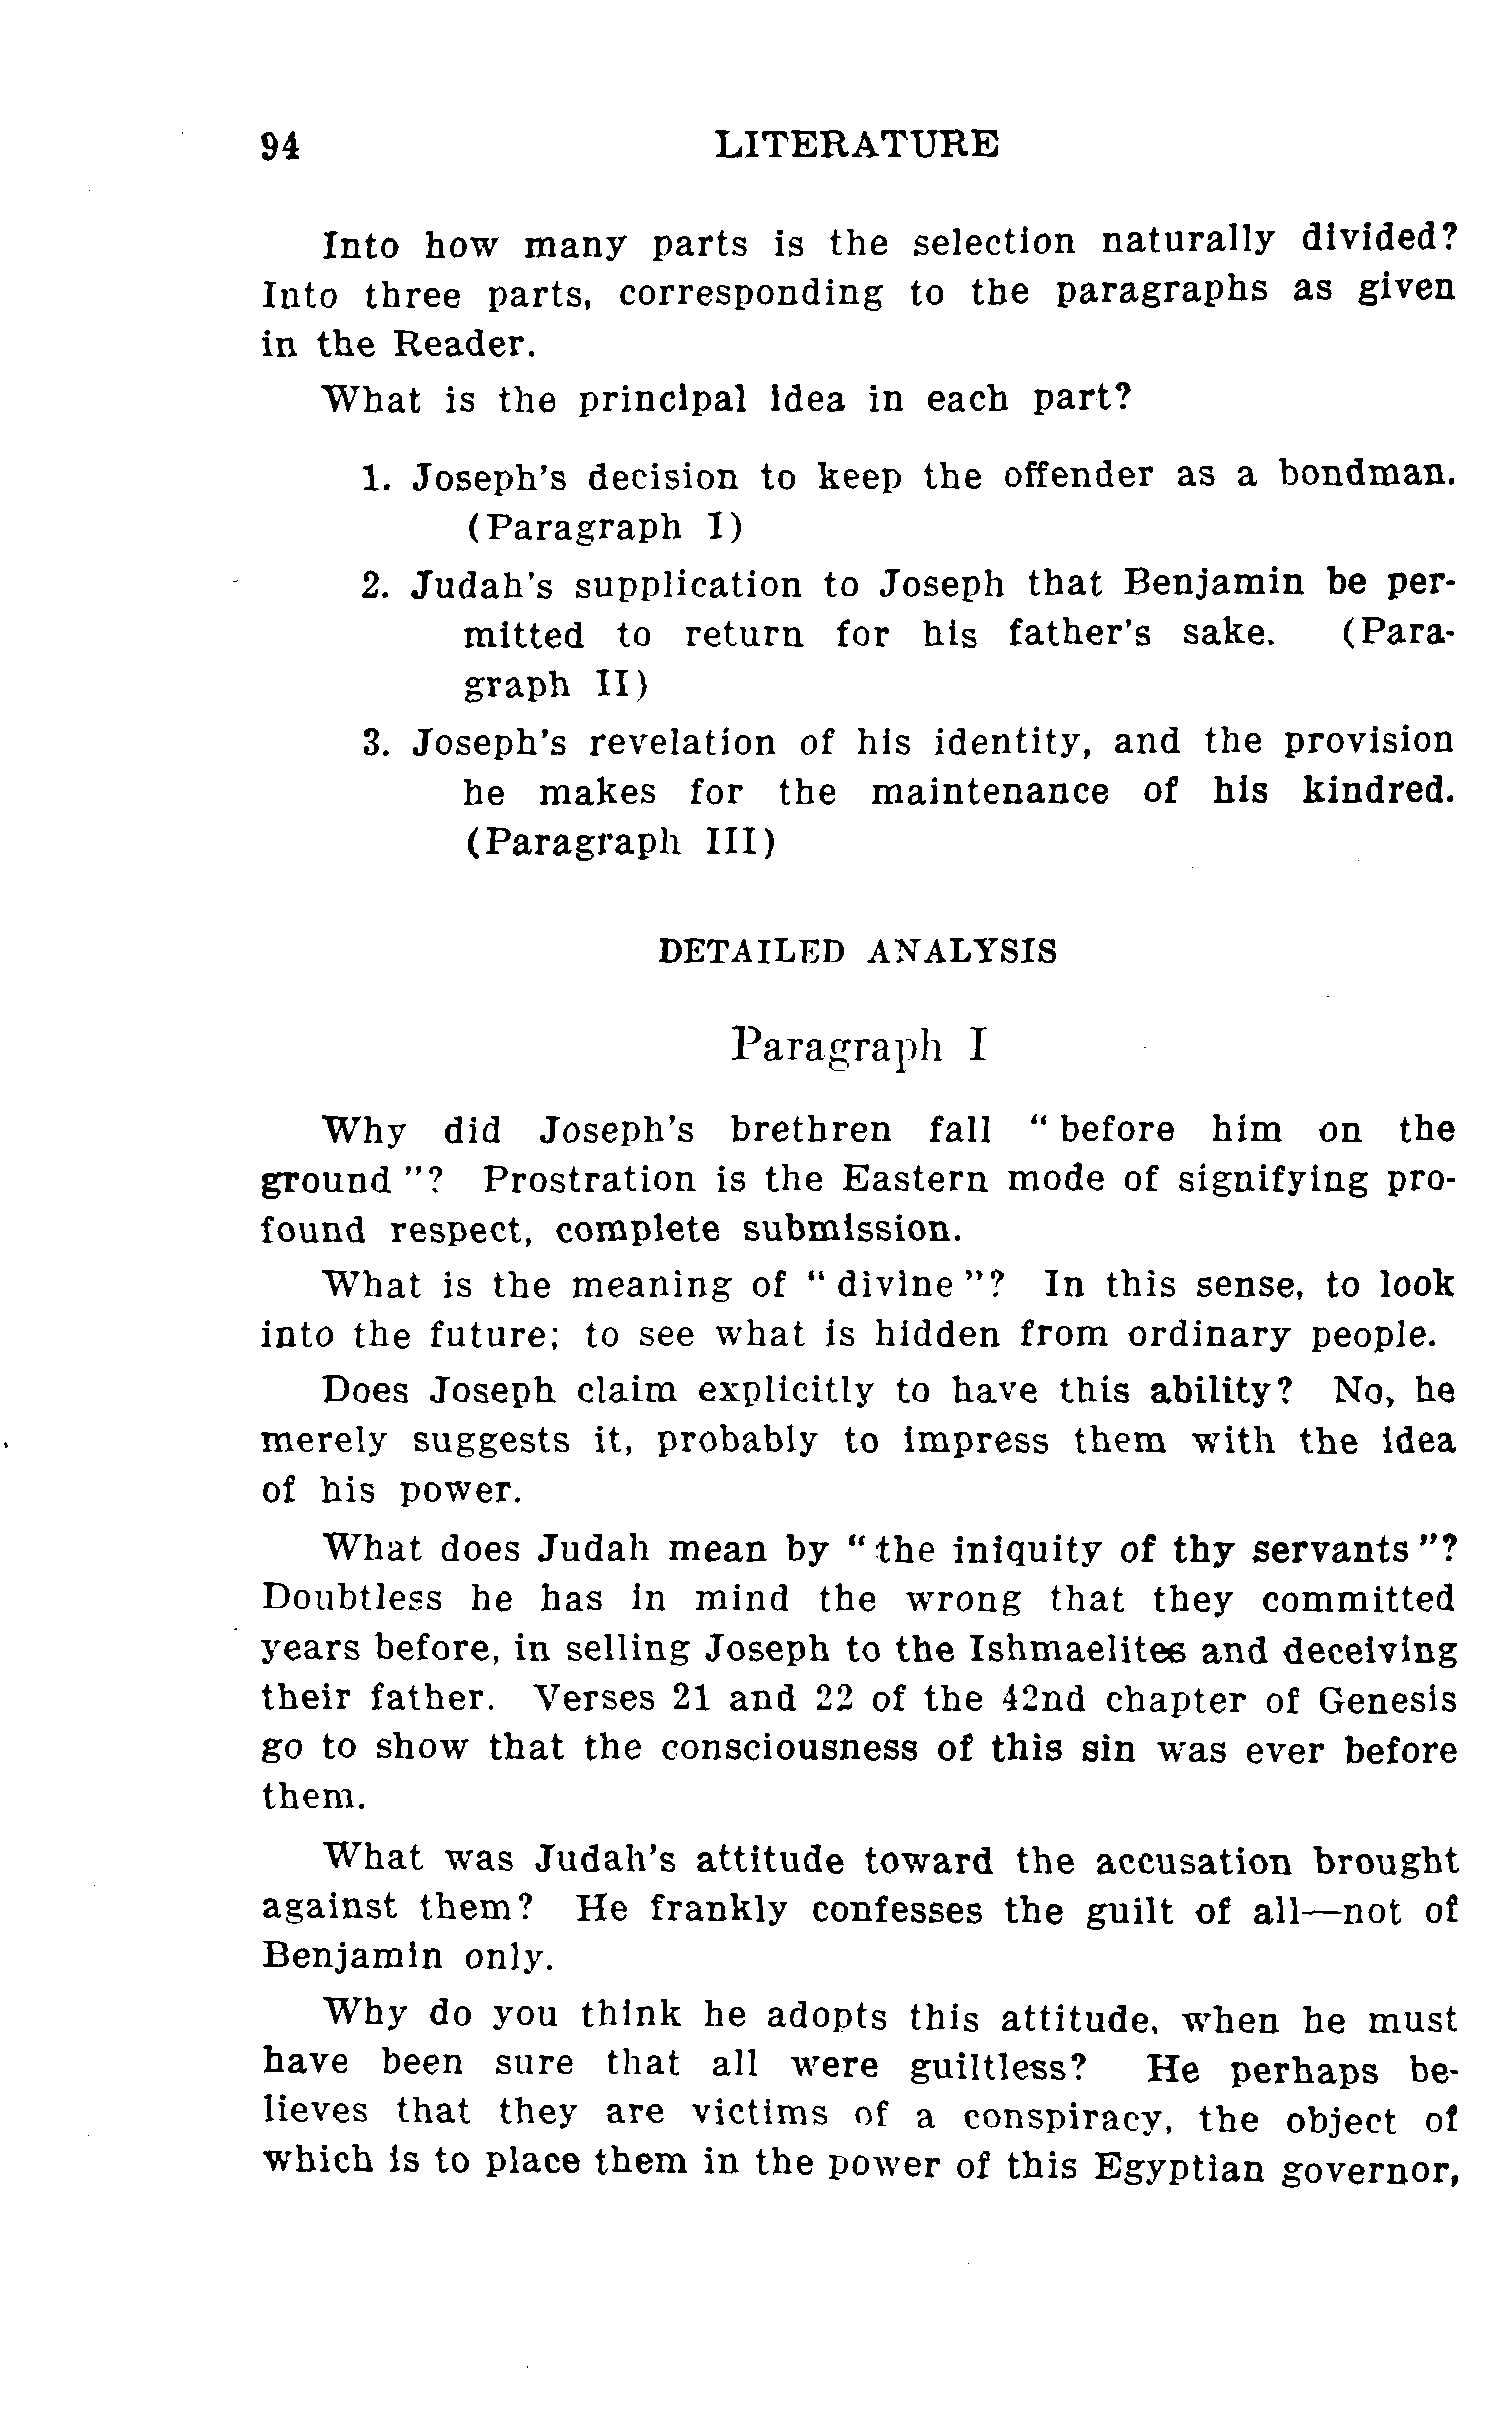 94 LITERATURE
Into how many parts is the selection naturally divided?
Into three parts, corresponding to the paragraphs as given
in the Reader.
What is the principal idea in each part?
1. Joseph's decision to keep the offender as a bondman.
(Paragraph I)
2. Judah's supplication to Joseph that Benjamin be per-
mitted to return for his father's sake. (Para-
graph II)
3. Joseph's revelation of his identity, and the provision
he makes for the maintenance of his kindred.
(Paragraph III)
DETAILED ANALYSIS
Paragraph I
Why did Joseph's brethren fall " before him on the
ground "? Prostration is the Eastern mode of signifying pro-
found respect, complete submission.
What is the meaning of " divine "? In this sense, to look
into the future; to see what is hidden from ordinary people.
Does Joseph claim explicitly to have this ability? No, he
merely suggests it, probably to impress them with the idea
of his power.
What does Judah mean by " the iniquity of thy servants "?
Doubtless he has in mind the wrong that they committed
years before, in selling Joseph to the Ishmaelites and deceiving
their father. Verses 21 and 22 of the 42nd chapter of Genesis
go to show that the consciousness of this sin was ever before
them.
What was Judah's attitude toward the accusation brought
against them? He frankly confesses the guilt of all—not of
Benjamin only.
Why do you think he adopts this attitude, when he must
have been sure that all were guiltless? He perhaps be-
lieves that they are victims of a conspiracy, the object of
which is to place them in the power of this Egyptian governor,